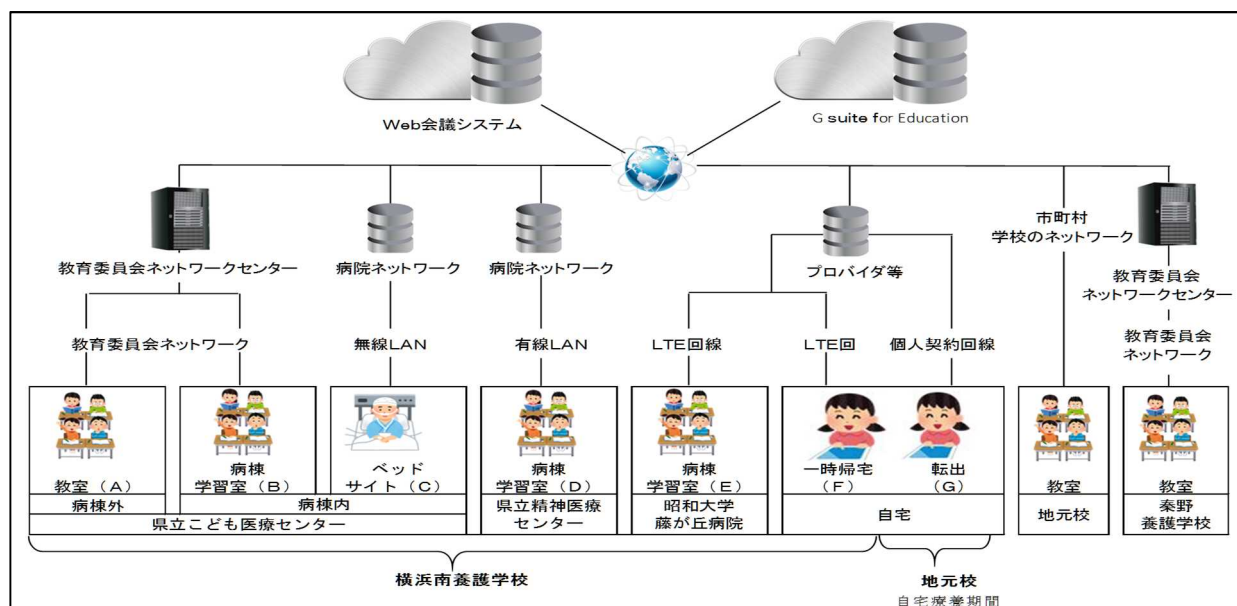 Web会議システム
G suite for Education
教育委員会ネットワークセンター
病院ネットワーク
病院ネットワーク
プロバイダ等
市町村
学校のネットワーク
教育委員会
ネットワークセンター
教育委員会ネットワーク
無線LAN
有線LAN
LTE回線
LTE回
個人契約回線
教育委員会
ネットワーク
教室（A）
病棟
学習室（B）
ベッド
サイト（C）
病棟
学習室（D）
病棟
学習室（E）
一時帰宅
（F）
転出
（G）
教室
教室
病棟外
病棟内
県立こども医療センター
県立精神医療
センター
昭和大学
藤が丘病院
自宅
地元校
秦野
養護学校
横浜南養護学校
地元校
自宅療養期間